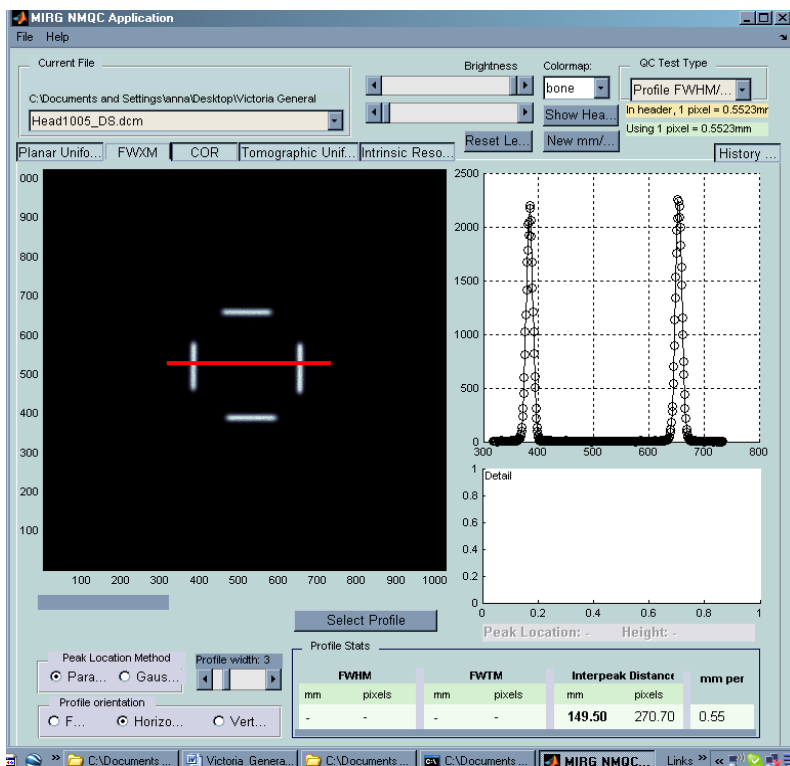 MIRG NMQC Application
File Help
Current File
C:\Documents and Settings\anna\Desktop\Victoria General
Head1005_DS.dcm
Brightness
Colormap:
bone
Show Hea...
Reset Le...
New mm/...
QC Test Type
Profile FWHM/...
In header, 1 pixel = 0.5523mr
Using 1 pixel = 0.5523mm
Planar Unifo... FWXM COR Tomographic Unif... Intrinsic Reso... History ...
000
900
800
700
600
500
400
300
200
100
100 200 300 400 500 600 700 800 900 1000
2500
2000
1500
1000
500
0
300 400 500 600 700 800
Detail
1
0.8
0.6
0.4
0.2
0
0 0.2 0.4 0.6 0.8 1
Peak Location: - Height: -
Select Profile
Peak Location Method
Para... Gaus...
Profile width: 3
Profile orientation
F... Horizo... Vert...
Profile Stats
FWHM FWTM Interpeak Distance mm per
mm pixels mm pixels mm pixels
- - - - 149.50 270.70 0.55
C:\Documents ... Victoria Genera... C:\Documents ... C:\Documents ... MIRG NMQC... Links